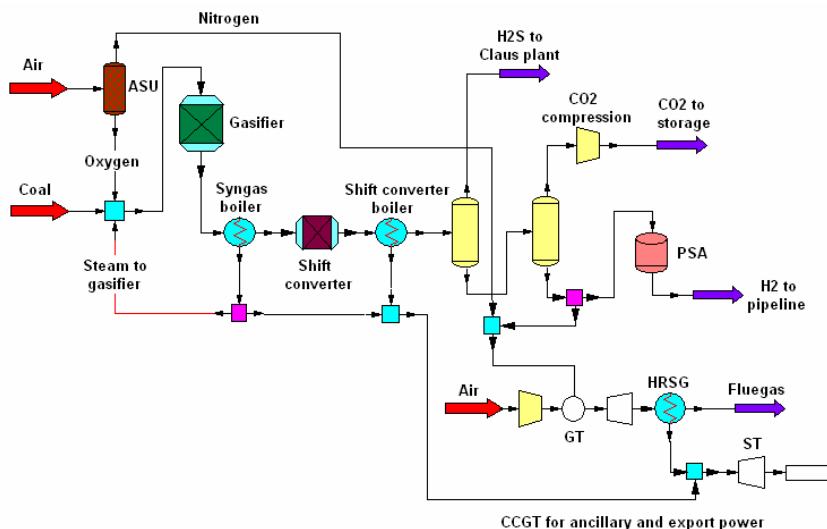 Nitrogen
H2S to
Claus plant
Air
ASU
CO2
compression
CO2 to
storage
Gasifier
Oxygen
Coal
Syngas
boiler
Shift converter
boiler
PSA
Steam to
gasifier
Shift
converter
H2 to
pipeline
Air
HRSG
Fluegas
GT
ST
CCGT for ancillary and export power